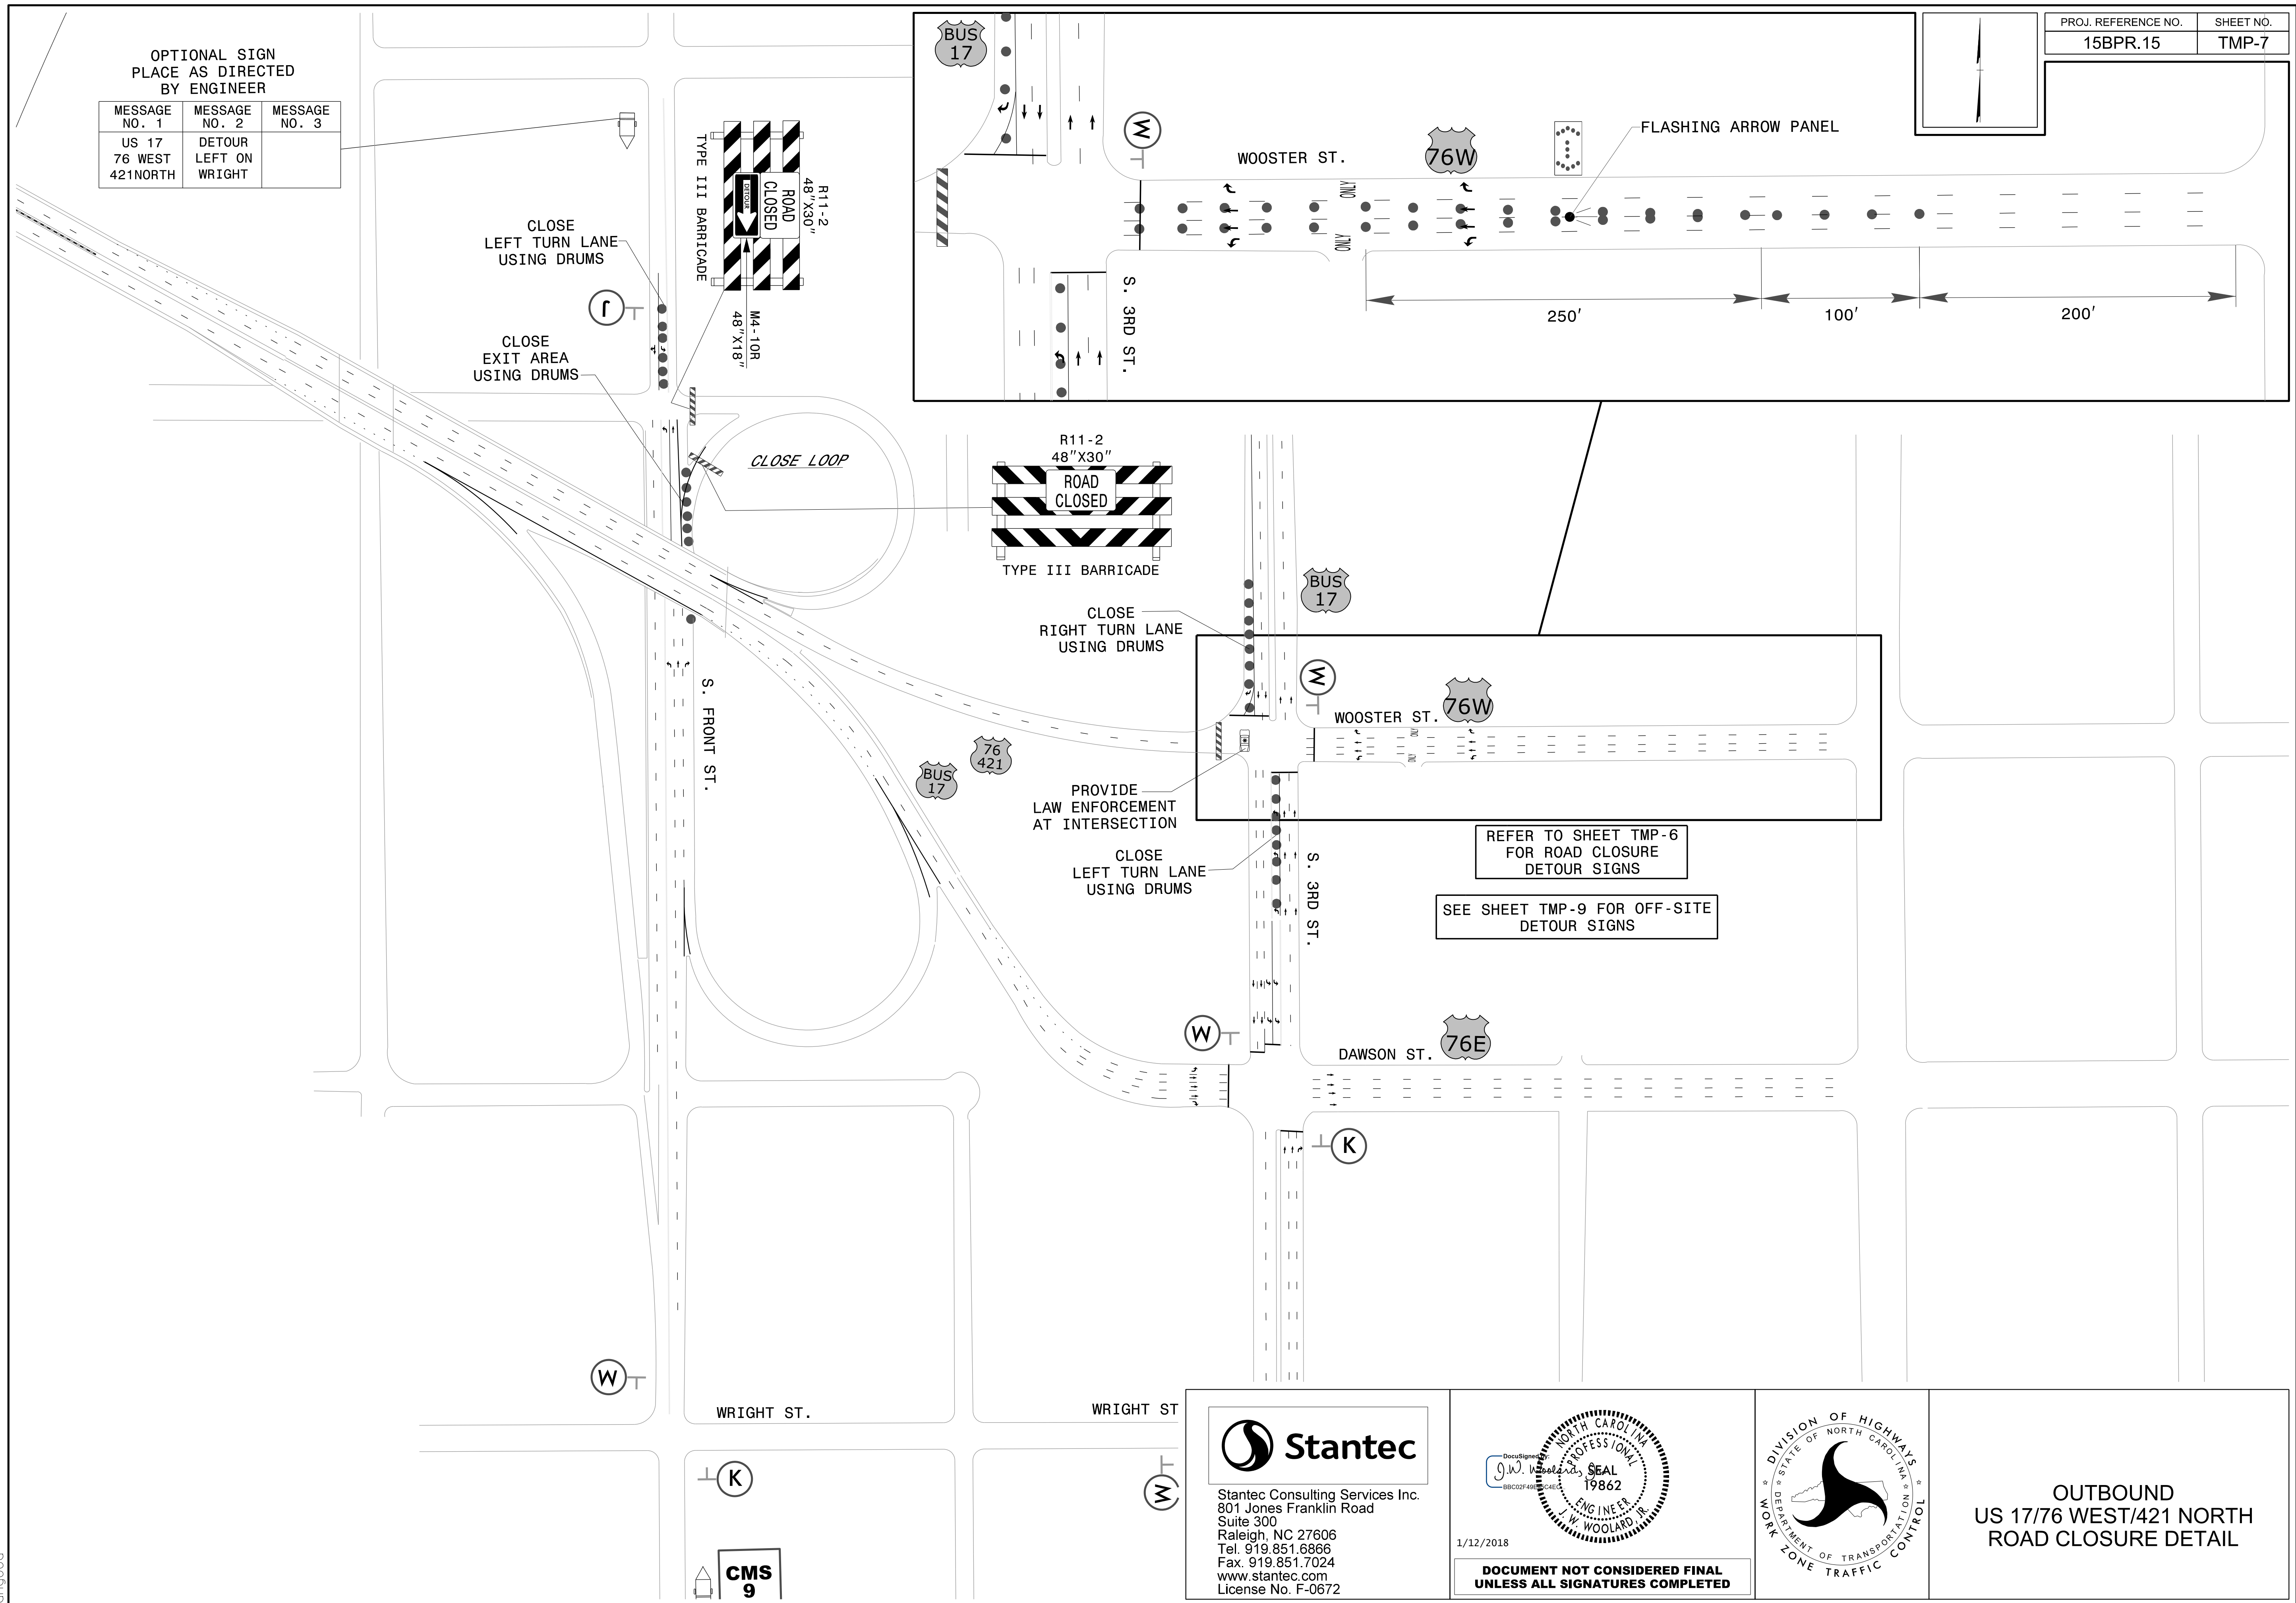 PROJ. REFERENCE NO.
SHEET NO.
15BPR.15
TMP-7
OPTIONAL SIGN
PLACE AS DIRECTED
BY ENGINEER
MESSAGE NO. 1
MESSAGE NO. 2
MESSAGE NO. 3
US 17
76 WEST
421NORTH
DETOUR
LEFT ON
WRIGHT
TYPE III BARRICADE
R11-2
48"X30"
ROAD
CLOSED
DETOUR
M4-10R
48"X18"
CLOSE
LEFT TURN LANE
USING DRUMS
J
CLOSE
EXIT AREA
USING DRUMS
CLOSE LOOP
BUS
17
W
WOOSTER ST.
76W
FLASHING ARROW PANEL
ONLY
ONLY
S. 3RD ST.
250'
100'
200'
R11-2
48"X30"
ROAD
CLOSED
TYPE III BARRICADE
BUS
17
CLOSE
RIGHT TURN LANE
USING DRUMS
W
WOOSTER ST.
76W
ONLY
ONLY
S. FRONT ST.
76
421
BUS
17
PROVIDE
LAW ENFORCEMENT
AT INTERSECTION
CLOSE
LEFT TURN LANE
USING DRUMS
S. 3RD ST.
REFER TO SHEET TMP-6
FOR ROAD CLOSURE
DETOUR SIGNS
SEE SHEET TMP-9 FOR OFF-SITE
DETOUR SIGNS
W
DAWSON ST.
76E
K
W
WRIGHT ST.
WRIGHT ST
K
W
CMS
9
Stantec
Stantec Consulting Services Inc.
801 Jones Franklin Road
Suite 300
Raleigh, NC 27606
Tel. 919.851.6866
Fax. 919.851.7024
www.stantec.com
License No. F-0672
DocuSigned by:
J.W. Woolard, Jr.
NORTH CAROLINA
PROFESSIONAL
SEAL
19862
ENGINEER
J. W. WOOLARD, JR.
1/12/2018
DOCUMENT NOT CONSIDERED FINAL
UNLESS ALL SIGNATURES COMPLETED
DIVISION OF HIGHWAYS
STATE OF NORTH CAROLINA
DEPARTMENT OF TRANSPORTATION
WORK ZONE TRAFFIC CONTROL
OUTBOUND
US 17/76 WEST/421 NORTH
ROAD CLOSURE DETAIL